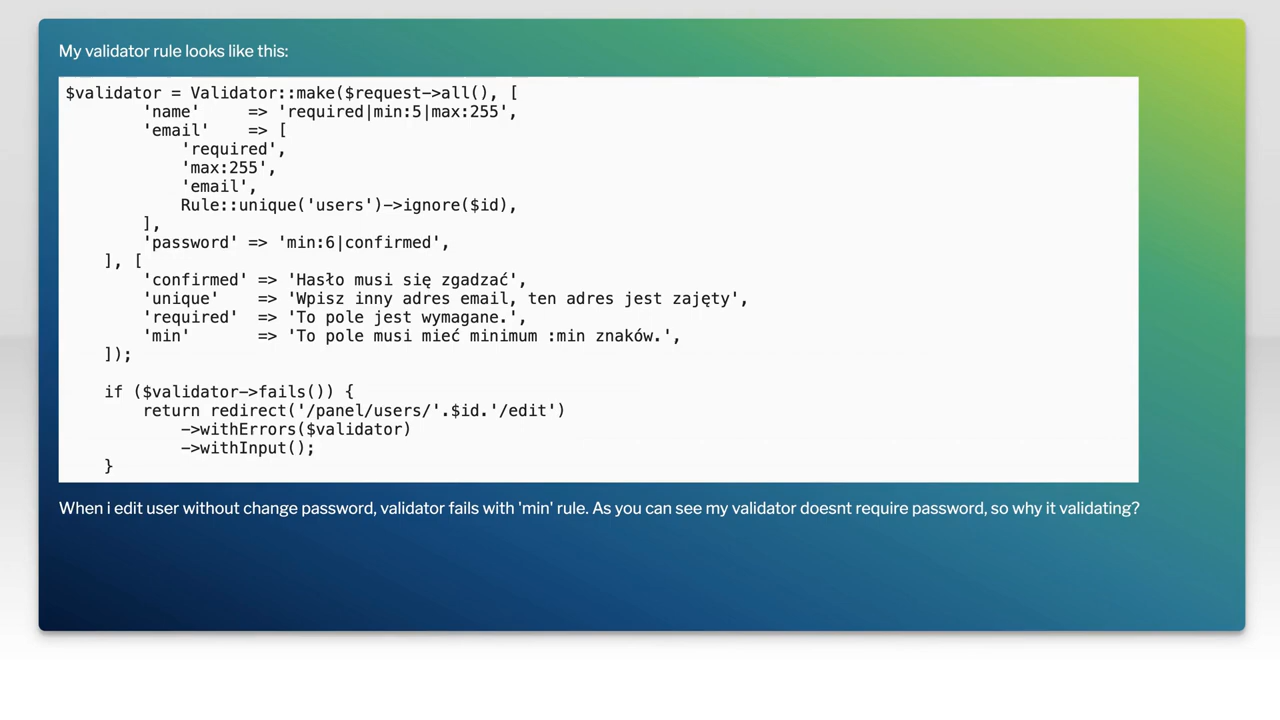 My validator rule looks like this:
$validator = Validator::make($request->all(), [
        'name'     => 'required|min:5|max:255',
        'email'    => [
            'required',
            'max:255',
            'email',
            Rule::unique('users')->ignore($id),
        ],
        'password' => 'min:6|confirmed',
    ], [
        'confirmed' => 'Hasło musi się zgadzać',
        'unique'    => 'Wpisz inny adres email, ten adres jest zajęty',
        'required'  => 'To pole jest wymagane.',
        'min'       => 'To pole musi mieć minimum :min znaków.',
    ]);
    if ($validator->fails()) {
        return redirect('/panel/users/'.$id.'/edit')
            ->withErrors($validator)
            ->withInput();
    }
When i edit user without change password, validator fails with 'min' rule. As you can see my validator doesnt require password, so why it validating?